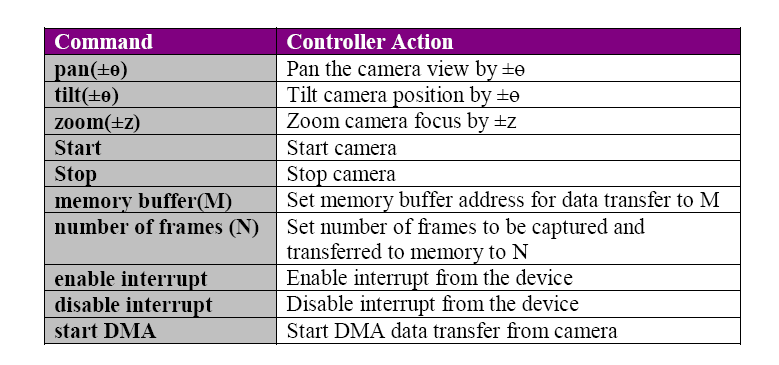 Command Controller Action
pan(±ɵ) Pan the camera view by ±ɵ
tilt(±ɵ) Tilt camera position by ±ɵ
zoom(±z) Zoom camera focus by ±z
Start Start camera
Stop Stop camera
memory buffer(M) Set memory buffer address for data transfer to M
number of frames (N) Set number of frames to be captured and
transferred to memory to N
enable interrupt Enable interrupt from the device
disable interrupt Disable interrupt from the device
start DMA Start DMA data transfer from camera